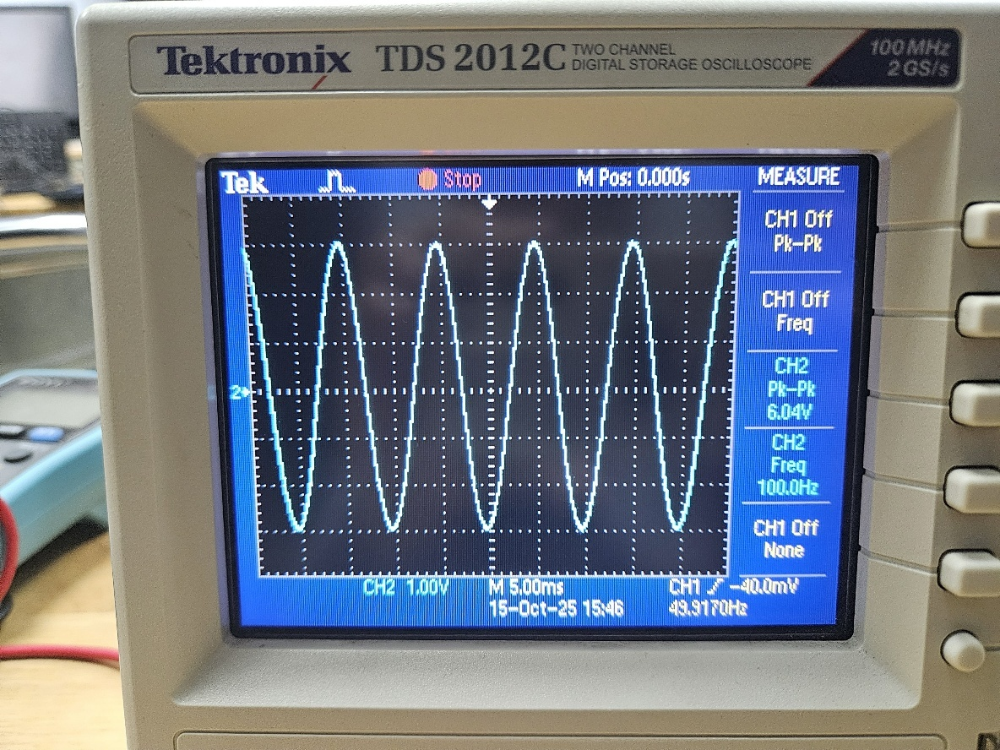 Tektronix TDS 2012C TWO CHANNEL
DIGITAL STORAGE OSCILLOSCOPE
100 MHz
2 GS/s
Tek Stop M Pos: 0.000s MEASURE
CH1 Off
Pk-Pk
CH1 Off
Freq
CH2
Pk-Pk
6.04V
CH2
Freq
100.0Hz
CH1 Off
None
2
CH2 1.00V M 5.00ms CH1 -40.0mV
15-Oct-25 15:46 49.9170Hz